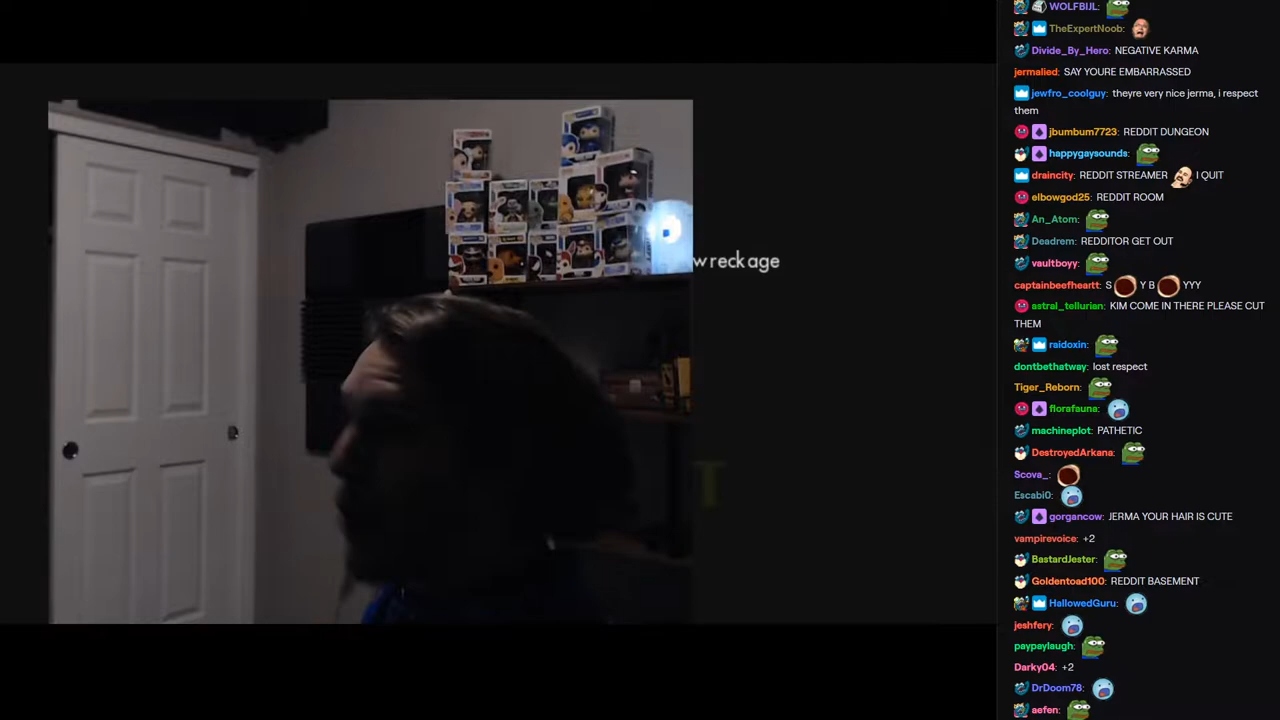 WOLFBIJL:
TheExpertNoob:
Divide_By_Hero: NEGATIVE KARMA
jermalied: SAY YOURE EMBARRASSED
jewfro_coolguy: theyre very nice jerma, i respect
them
jbumbum7723: REDDIT DUNGEON
happygaysounds:
draincity: REDDIT STREAMER I QUIT
elbowgod25: REDDIT ROOM
An_Atom:
Deadrem: REDDITOR GET OUT
vaultboyy:
captainbeefheartt: S Y B YYY
astral_tellurian: KIM COME IN THERE PLEASE CUT
THEM
raidoxin:
dontbethatway: lost respect
Tiger_Reborn:
florafauna:
machineplot: PATHETIC
DestroyedArkana:
Scova_:
Escabi0:
gorgancow: JERMA YOUR HAIR IS CUTE
vampirevoice: +2
BastardJester:
Goldentoad100: REDDIT BASEMENT
HallowedGuru:
jeshfery:
paypaylaugh:
Darky04: +2
DrDoom78:
aefen:
wreckage
T